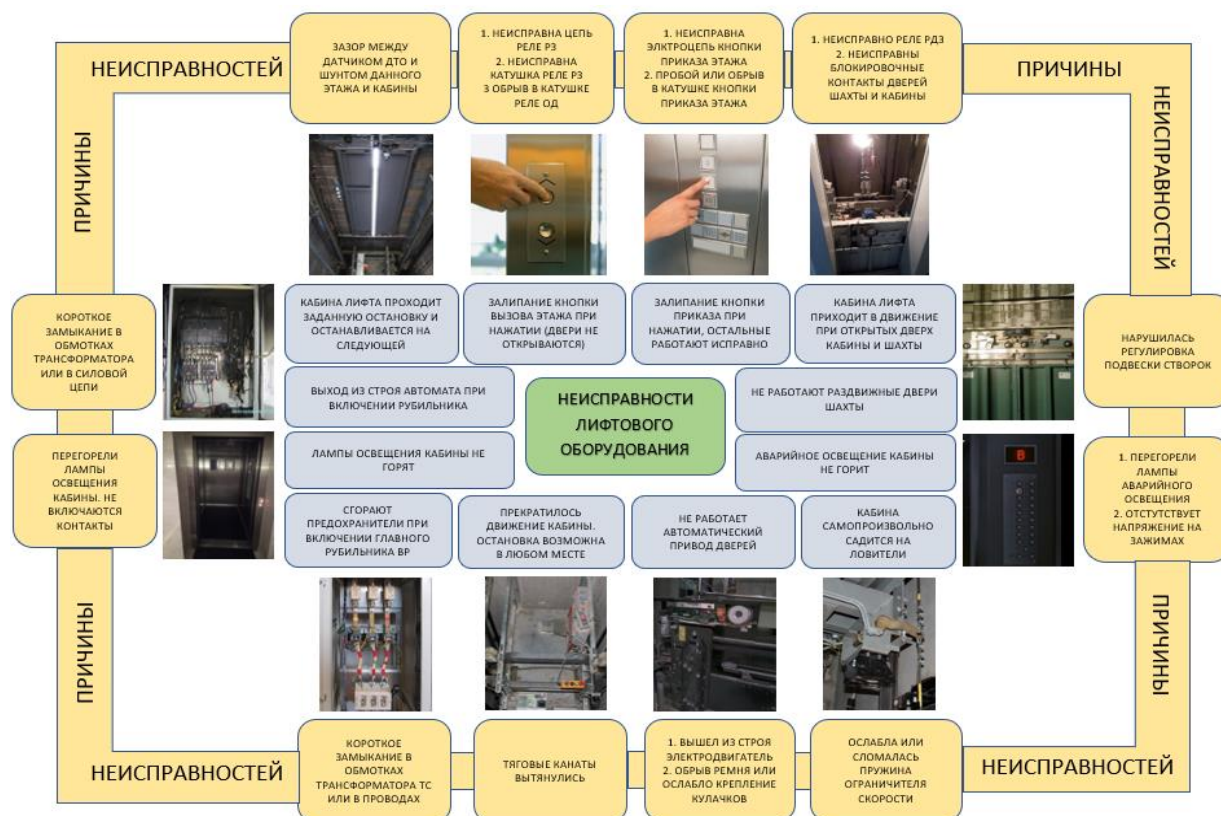 НЕИСПРАВНОСТЕЙ
ЗАЗОР МЕЖДУ
ДАТЧИКОМ ДТО И
ШУНТОМ ДАННОГО
ЭТАЖА И КАБИНЫ
1. НЕИСПРАВНА ЦЕПЬ
РЕЛЕ РЗ
2. НЕИСПРАВНА
КАТУШКА РЕЛЕ РЗ
3 ОБРЫВ В КАТУШКЕ
РЕЛЕ ОД
1. НЕИСПРАВНА
ЭЛКТРОЦЕПЬ КНОПКИ
ПРИКАЗА ЭТАЖА
2. ПРОБОЙ ИЛИ ОБРЫВ
В КАТУШКЕ КНОПКИ
ПРИКАЗА ЭТАЖА
1. НЕИСПРАВНО РЕЛЕ РДЗ
2. НЕИСПРАВНЫ
БЛОКИРОВОЧНЫЕ
КОНТАКТЫ ДВЕРЕЙ
ШАХТЫ И КАБИНЫ
ПРИЧИНЫ
ПРИЧИНЫ
НЕИСПРАВНОСТЕЙ
КОРОТКОЕ
ЗАМЫКАНИЕ В
ОБМОТКАХ
ТРАНСФОРМАТОРА
ИЛИ В СИЛОВОЙ
ЦЕПИ
КАБИНА ЛИФТА ПРОХОДИТ
ЗАДАННУЮ ОСТАНОВКУ И
ОСТАНАВЛИВАЕТСЯ НА
СЛЕДУЮЩЕЙ
ЗАЛИПАНИЕ КНОПКИ
ВЫЗОВА ЭТАЖА ПРИ
НАЖАТИИ (ДВЕРИ НЕ
ОТКРЫВАЮТСЯ)
ЗАЛИПАНИЕ КНОПКИ
ПРИКАЗА ПРИ
НАЖАТИИ, ОСТАЛЬНЫЕ
РАБОТАЮТ ИСПРАВНО
КАБИНА ЛИФТА
ПРИХОДИТ В ДВИЖЕНИЕ
ПРИ ОТКРЫТЫХ ДВЕРХ
КАБИНЫ И ШАХТЫ
НАРУШИЛАСЬ
РЕГУЛИРОВКА
ПОДВЕСКИ СТВОРОК
ВЫХОД ИЗ СТРОЯ АВТОМАТА ПРИ
ВКЛЮЧЕНИИ РУБИЛЬНИКА
НЕИСПРАВНОСТИ
ЛИФТОВОГО
ОБОРУДОВАНИЯ
НЕ РАБОТАЮТ РАЗДВИЖНЫЕ ДВЕРИ
ШАХТЫ
ПЕРЕГОРЕЛИ
ЛАМПЫ
ОСВЕЩЕНИЯ
КАБИНЫ. НЕ
ВКЛЮЧАЮТСЯ
КОНТАКТЫ
ЛАМПЫ ОСВЕЩЕНИЯ КАБИНЫ НЕ
ГОРЯТ
АВАРИЙНОЕ ОСВЕЩЕНИЕ КАБИНЫ
НЕ ГОРИТ
1. ПЕРЕГОРЕЛИ
ЛАМПЫ
АВАРИЙНОГО
ОСВЕЩЕНИЯ
2. ОТСТУТСТВУЕТ
НАПРЯЖЕНИЕ НА
ЗАЖИМАХ
СГОРАЮТ
ПРЕДОХРАНИТЕЛИ ПРИ
ВКЛЮЧЕНИИ ГЛАВНОГО
РУБИЛЬНИКА ВР
ПРЕКРАТИЛОСЬ
ДВИЖЕНИЕ КАБИНЫ.
ОСТАНОВКА ВОЗМОЖНА
В ЛЮБОМ МЕСТЕ
НЕ РАБОТАЕТ
АВТОМАТИЧЕСКИЙ
ПРИВОД ДВЕРЕЙ
КАБИНА
САМОПРОИЗВОЛЬНО
САДИТСЯ НА
ЛОВИТЕЛИ
ПРИЧИНЫ
ПРИЧИНЫ
НЕИСПРАВНОСТЕЙ
КОРОТКОЕ
ЗАМЫКАНИЕ В
ОБМОТКАХ
ТРАНСФОРМАТОРА ТС
ИЛИ В ПРОВОДАХ
ТЯГОВЫЕ КАНАТЫ
ВЫТЯНУЛИСЬ
1. ВЫШЕЛ ИЗ СТРОЯ
ЭЛЕКТРОДВИГАТЕЛЬ
2. ОБРЫВ РЕМНЯ ИЛИ
ОСЛАБЛО КРЕПЛЕНИЕ
КУЛАЧКОВ
ОСЛАБЛА ИЛИ
СЛОМАЛАСЬ
ПРУЖИНА
ОГРАНИЧИТЕЛЯ
СКОРОСТИ
НЕИСПРАВНОСТЕЙ